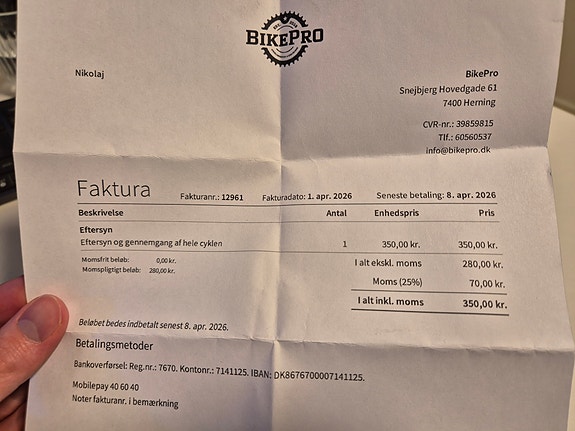 BIKEPRO
Nikolaj
BikePro
Snejbjerg Hovedgade 61
7400 Herning
CVR-nr.: 39859815
Tlf.: 60560537
info@bikepro.dk
Faktura Fakturanr.: 12961 Fakturadato: 1. apr. 2026 Seneste betaling: 8. apr. 2026
Beskrivelse Antal Enhedspris Pris
Eftersyn
Eftersyn og gennemgang af hele cyklen 1 350,00 kr. 350,00 kr.
Momsfrit beløb: 0,00 kr.
Momspligtigt beløb: 280,00 kr.
I alt ekskl. moms 280,00 kr.
Moms (25%) 70,00 kr.
I alt inkl. moms 350,00 kr.
Beløbet bedes indbetalt senest 8. apr. 2026.
Betalingsmetoder
Bankoverførsel: Reg.nr.: 7670. Kontonr.: 7141125. IBAN: DK8676700007141125.
Mobilepay 40 60 40
Noter fakturanr. i bemærkning